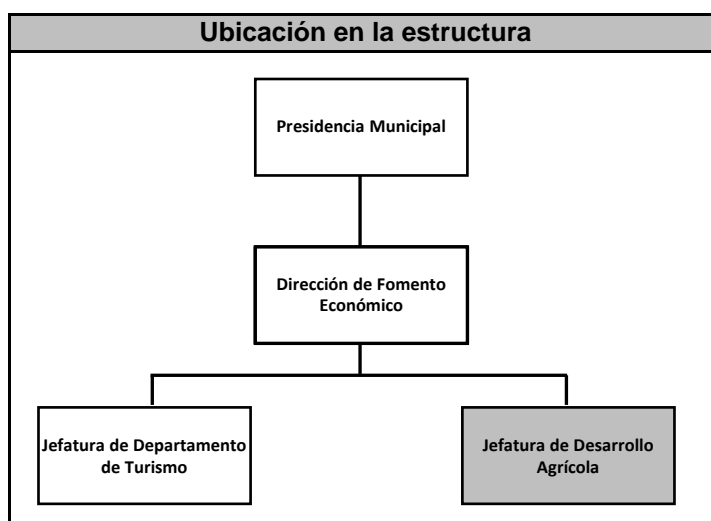 Ubicación en la estructura
Presidencia Municipal
Dirección de Fomento
Económico
Jefatura de Departamento
de Turismo
Jefatura de Desarrollo
Agrícola